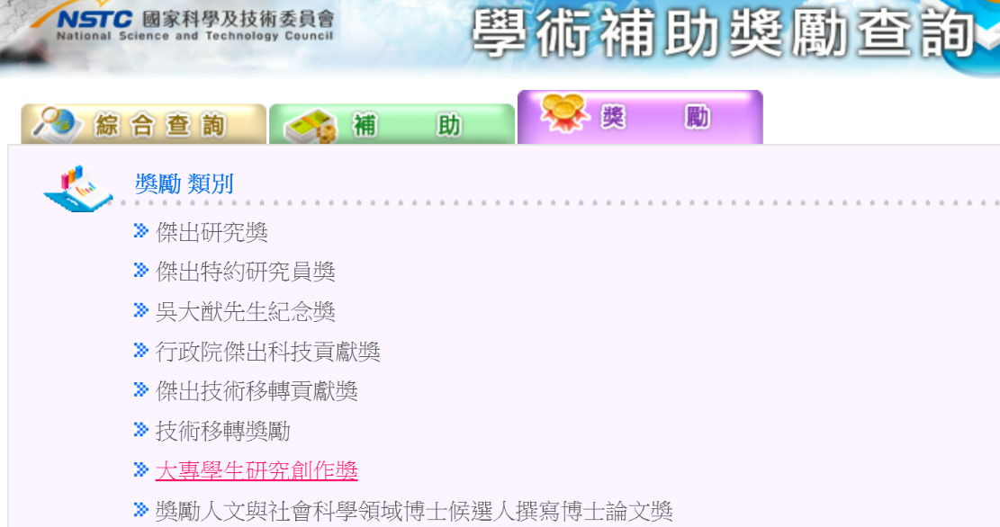 NSTC 國家科學及技術委員會
National Science and Technology Council
學術補助獎勵查詢
綜合查詢
補助
獎勵
獎勵 類別
傑出研究獎
傑出特約研究員獎
吳大猷先生紀念獎
行政院傑出科技貢獻獎
傑出技術移轉貢獻獎
技術移轉獎勵
大專學生研究創作獎
獎勵人文與社會科學領域博士候選人撰寫博士論文獎